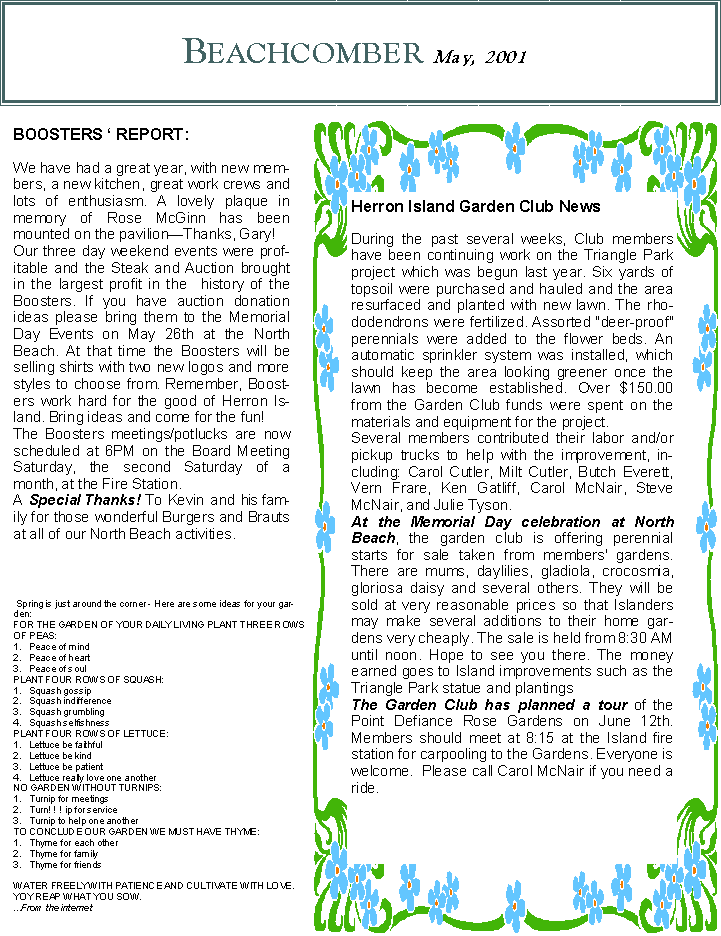 BEACHCOMBER May, 2001
BOOSTERS ‘ REPORT:
We have had a great year, with new mem-
bers, a new kitchen, great work crews and
lots of enthusiasm. A lovely plaque in
memory of Rose McGinn has been
mounted on the pavilion—Thanks, Gary!
Our three day weekend events were prof-
itable and the Steak and Auction brought
in the largest profit in the history of the
Boosters. If you have auction donation
ideas please bring them to the Memorial
Day Events on May 26th at the North
Beach. At that time the Boosters will be
selling shirts with two new logos and more
styles to choose from. Remember, Boost-
ers work hard for the good of Herron Is-
land. Bring ideas and come for the fun!
The Boosters meetings/potlucks are now
scheduled at 6PM on the Board Meeting
Saturday, the second Saturday of a
month, at the Fire Station.
A Special Thanks! To Kevin and his fam-
ily for those wonderful Burgers and Brauts
at all of our North Beach activities.
Spring is just around the corner - Here are some ideas for your gar-
den:
FOR THE GARDEN OF YOUR DAILY LIVING PLANT THREE ROWS
OF PEAS:
1. Peace of mind
2. Peace of heart
3. Peace of soul
PLANT FOUR ROWS OF SQUASH:
1. Squash gossip
2. Squash indifference
3. Squash grumbling
4. Squash selfishness
PLANT FOUR ROWS OF LETTUCE:
1. Lettuce be faithful
2. Lettuce be kind
3. Lettuce be patient
4. Lettuce really love one another
NO GARDEN WITHOUT TURNIPS:
1. Turnip for meetings
2. Turn! ! ! ip for service
3. Turnip to help one another
TO CONCLUDE OUR GARDEN WE MUST HAVE THYME:
1. Thyme for each other
2. Thyme for family
3. Thyme for friends
WATER FREELY WITH PATIENCE AND CULTIVATE WITH LOVE.
YOY REAP WHAT YOU SOW.
...From the internet
Herron Island Garden Club News
During the past several weeks, Club members
have been continuing work on the Triangle Park
project which was begun last year. Six yards of
topsoil were purchased and hauled and the area
resurfaced and planted with new lawn. The rho-
dodendrons were fertilized. Assorted "deer-proof"
perennials were added to the flower beds. An
automatic sprinkler system was installed, which
should keep the area looking greener once the
lawn has become established. Over $150.00
from the Garden Club funds were spent on the
materials and equipment for the project.
Several members contributed their labor and/or
pickup trucks to help with the improvement, in-
cluding: Carol Cutler, Milt Cutler, Butch Everett,
Vern Frare, Ken Gatliff, Carol McNair, Steve
McNair, and Julie Tyson.
At the Memorial Day celebration at North
Beach, the garden club is offering perennial
starts for sale taken from members' gardens.
There are mums, daylilies, gladiola, crocosmia,
gloriosa daisy and several others. They will be
sold at very reasonable prices so that Islanders
may make several additions to their home gar-
dens very cheaply. The sale is held from 8:30 AM
until noon. Hope to see you there. The money
earned goes to Island improvements such as the
Triangle Park statue and plantings
The Garden Club has planned a tour of the
Point Defiance Rose Gardens on June 12th.
Members should meet at 8:15 at the Island fire
station for carpooling to the Gardens. Everyone is
welcome. Please call Carol McNair if you need a
ride.